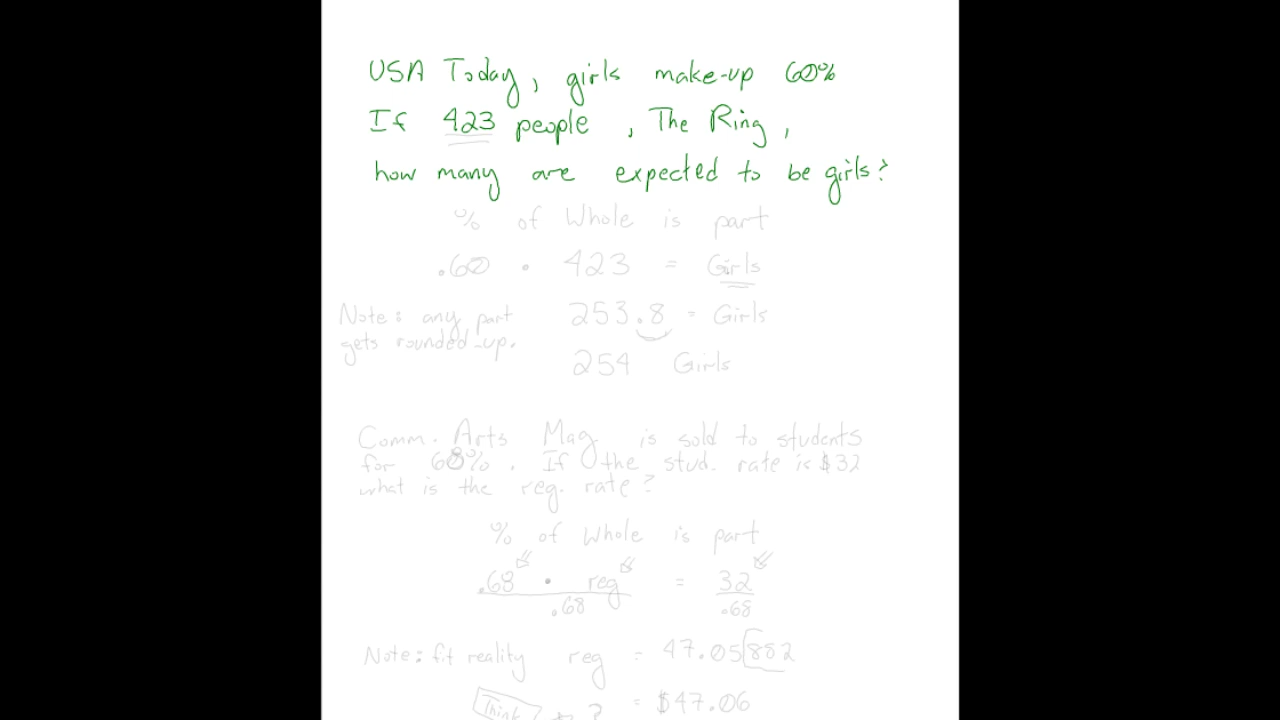 USA Today, girls make-up 60%
If 423 people , The Ring,
how many are expected to be girls?
% of Whole is part
.60 . 423 = Girls
Note: any part 253.8 = Girls
gets rounded-up.
254 Girls
Comm. Arts Mag. is sold to students
for 68%. If the stud. rate is $32
what is the reg. rate?
% of Whole is part
.68 . reg = 32
.68 .68
Note: fit reality reg = 47.05882
Think ? = $47.06